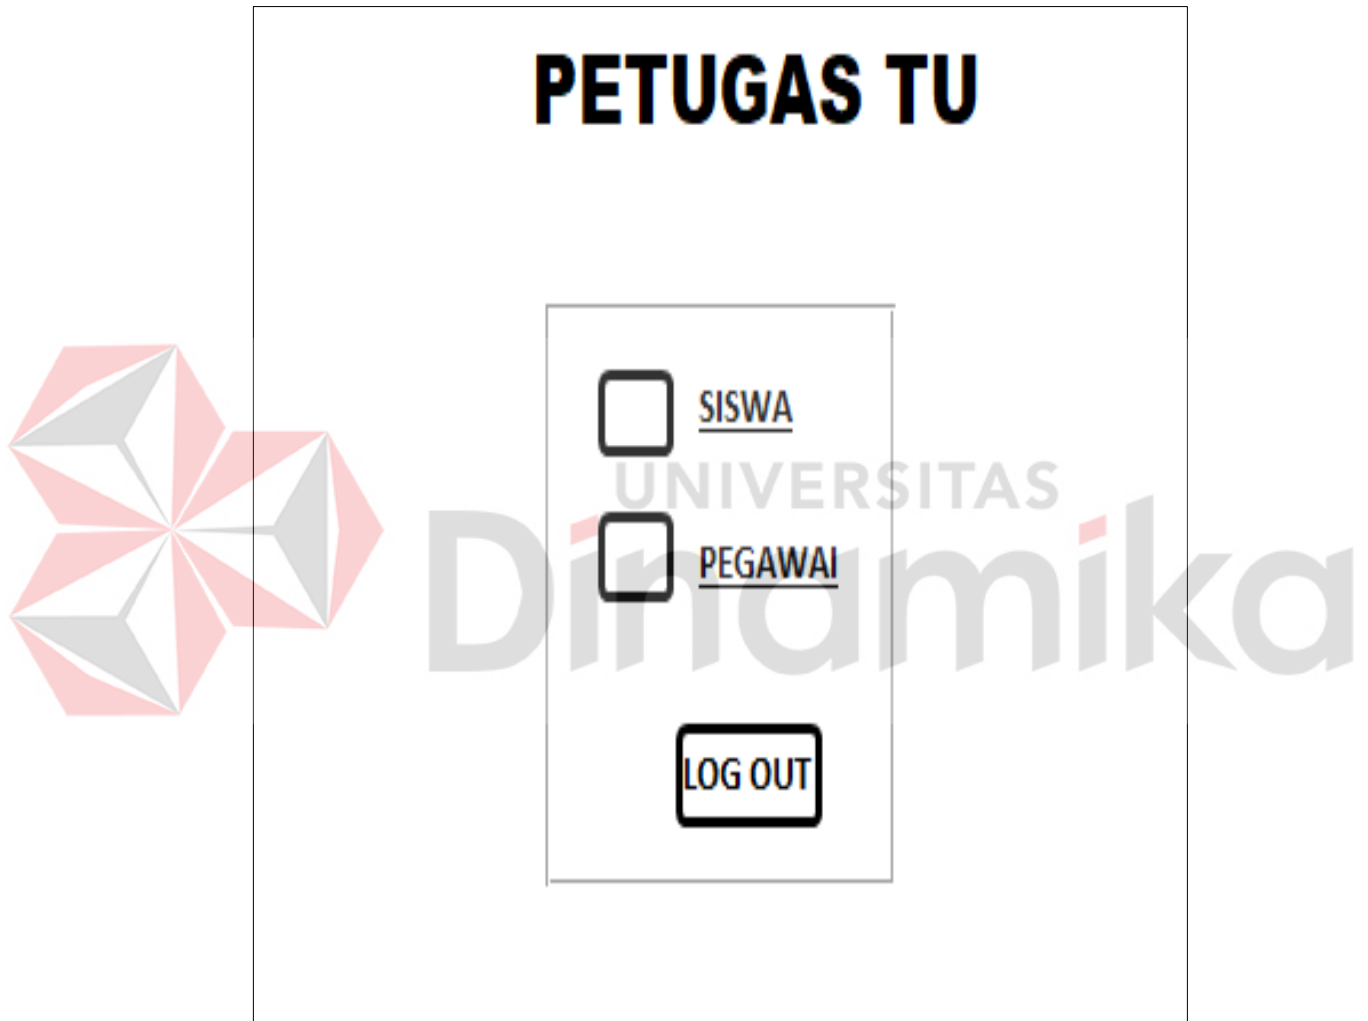 PETUGAS TU
SISWA
UNIVERSITAS
Dinamika
PEGAWAI
LOG OUT